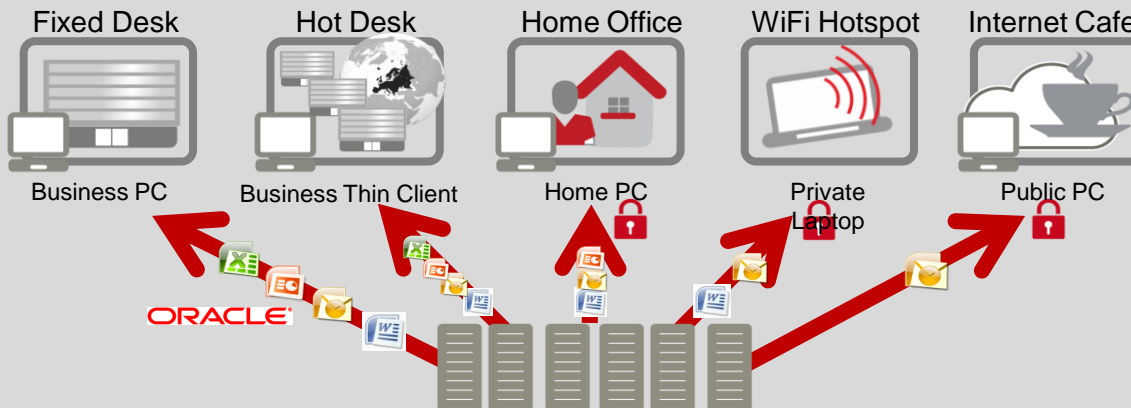 Fixed Desk
Hot Desk
Home Office
WiFi Hotspot
Internet Cafe
Business PC
Business Thin Client
Home PC
Private
Laptop
Public PC
ORACLE